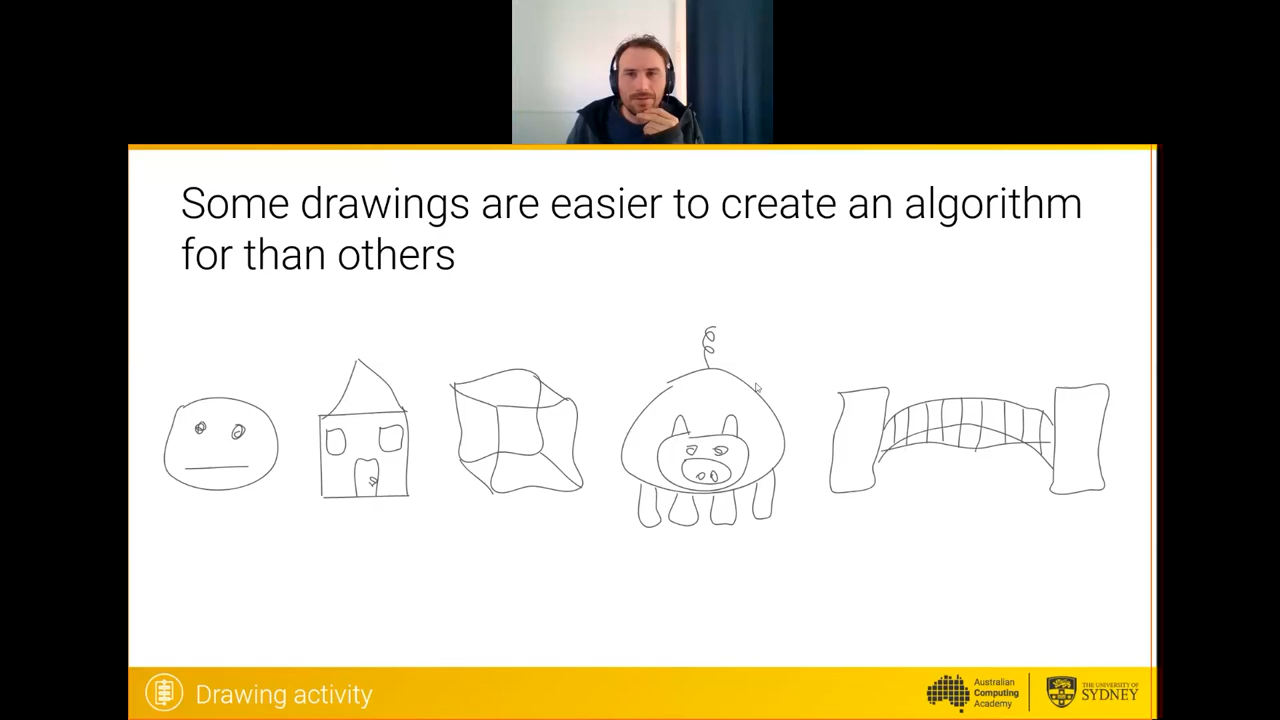 Some drawings are easier to create an algorithm
for than others
Drawing activity
Australian
Computing
Academy
THE UNIVERSITY OF
SYDNEY